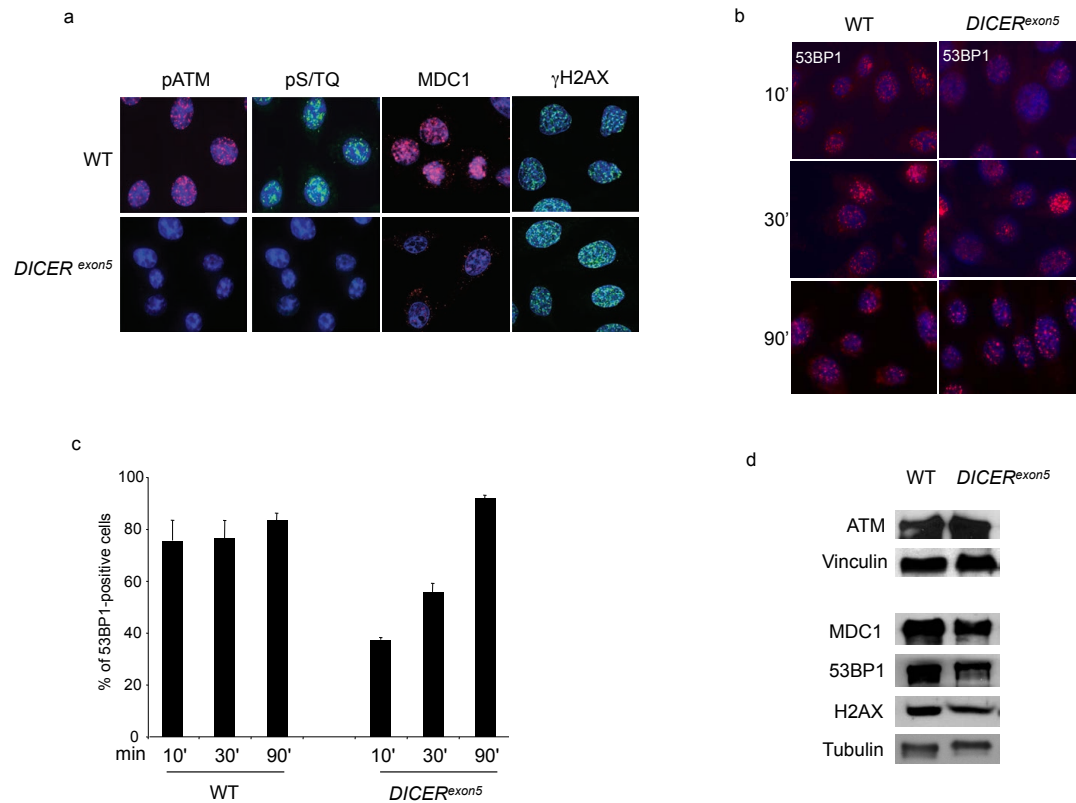 a
pATM pS/TQ MDC1 γH2AX
WT
DICER exon5
b
WT DICERexon5
53BP1 53BP1
10'
30'
90'
c
% of 53BP1-positive cells
100
80
60
40
20
0
min 10' 30' 90' 10' 30' 90'
WT DICERexon5
d
WT DICERexon5
ATM
Vinculin
MDC1
53BP1
H2AX
Tubulin